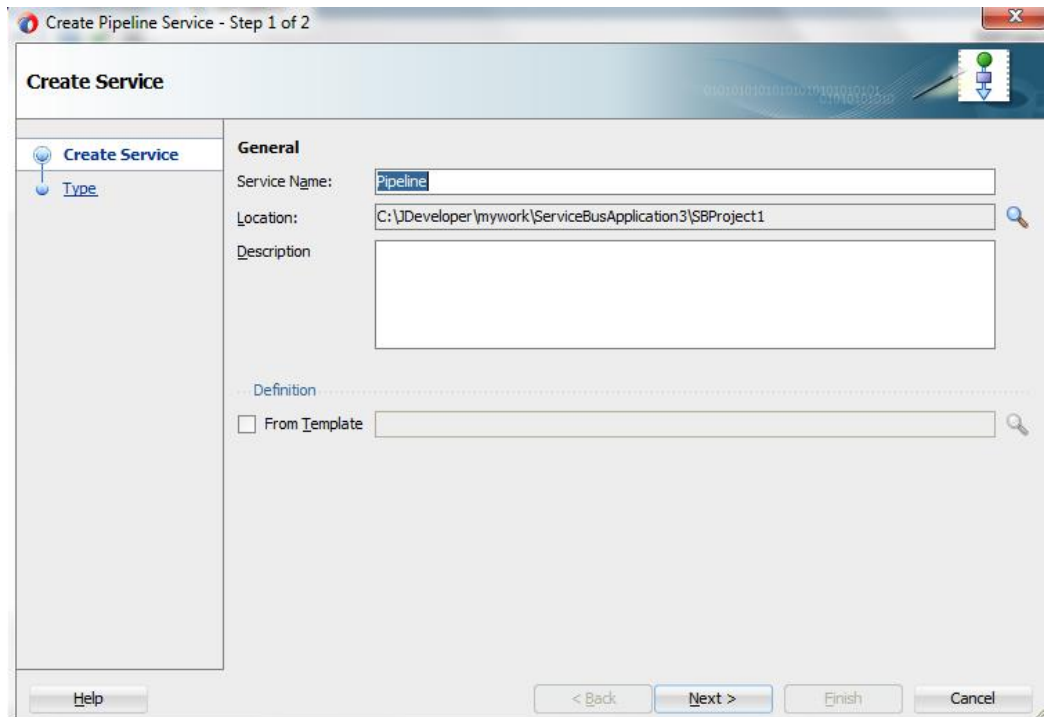 Create Pipeline Service - Step 1 of 2
Create Service
Create Service
Type
General
Service Name: Pipeline
Location: C:\JDeveloper\mywork\ServiceBusApplication3\SBProject1
Description
Definition
From Template
Help < Back Next > Finish Cancel